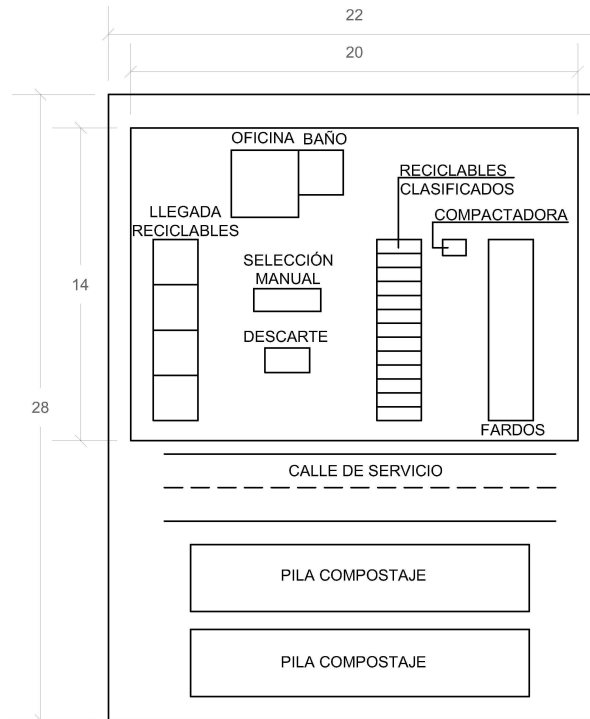 22
20
OFICINA BAÑO
RECICLABLES
CLASIFICADOS
LLEGADA
RECICLABLES
COMPACTADORA
SELECCIÓN
MANUAL
14
DESCARTE
28
FARDOS
CALLE DE SERVICIO
PILA COMPOSTAJE
PILA COMPOSTAJE